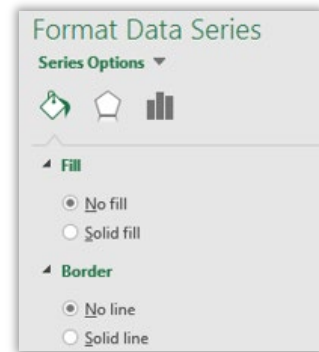 Format Data Series
Series Options
Fill
No fill
Solid fill
Border
No line
Solid line